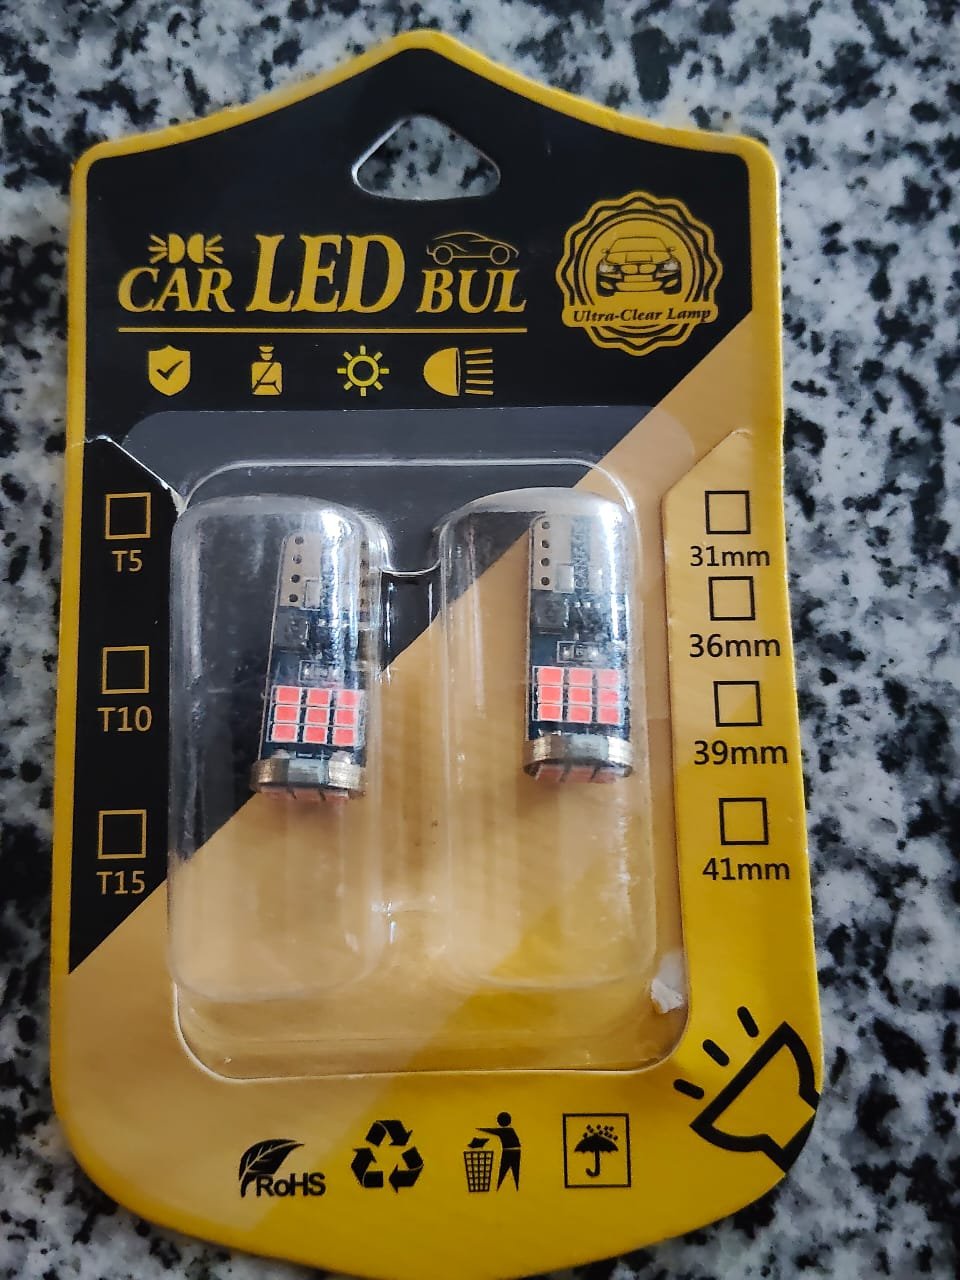 CAR LED BUL
Ultra-Clear Lamp
T5
T10
T15
31mm
36mm
39mm
41mm
RoHS